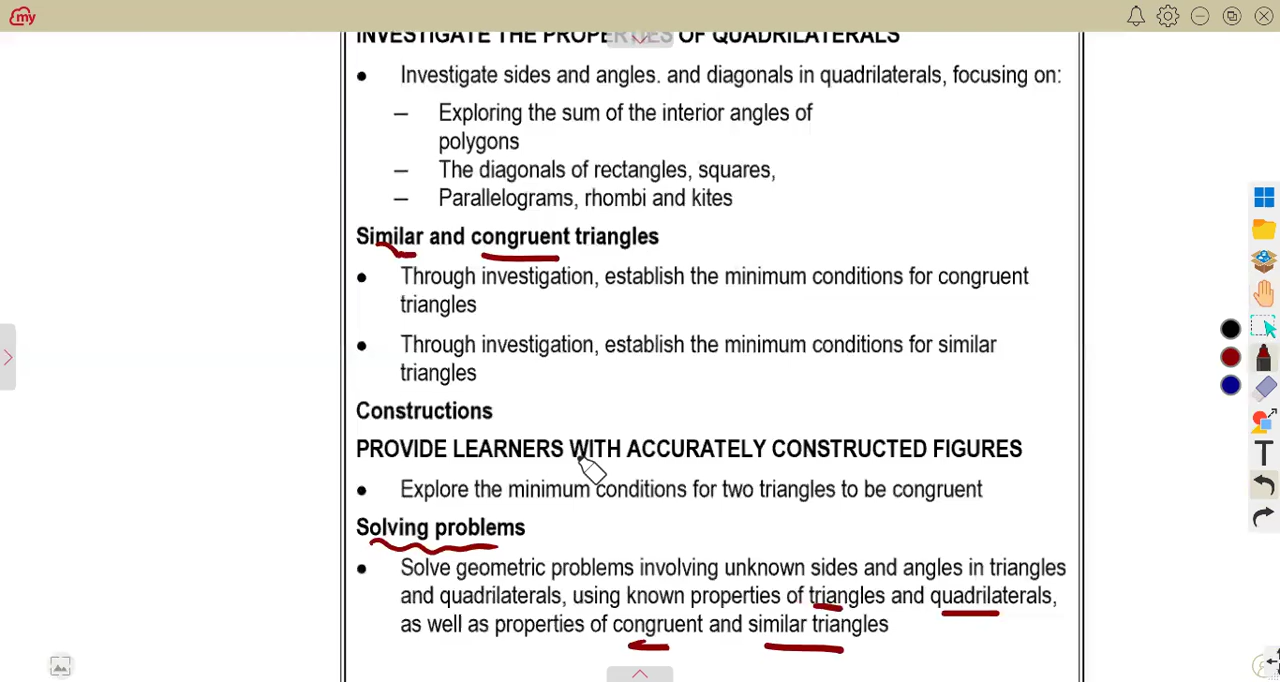 my
INVESTIGATE THE PROPERTIES OF QUADRILATERALS
• Investigate sides and angles. and diagonals in quadrilaterals, focusing on:
– Exploring the sum of the interior angles of
polygons
– The diagonals of rectangles, squares,
– Parallelograms, rhombi and kites
Similar and congruent triangles
• Through investigation, establish the minimum conditions for congruent
triangles
• Through investigation, establish the minimum conditions for similar
triangles
Constructions
PROVIDE LEARNERS WITH ACCURATELY CONSTRUCTED FIGURES
• Explore the minimum conditions for two triangles to be congruent
Solving problems
• Solve geometric problems involving unknown sides and angles in triangles
and quadrilaterals, using known properties of triangles and quadrilaterals,
as well as properties of congruent and similar triangles
T